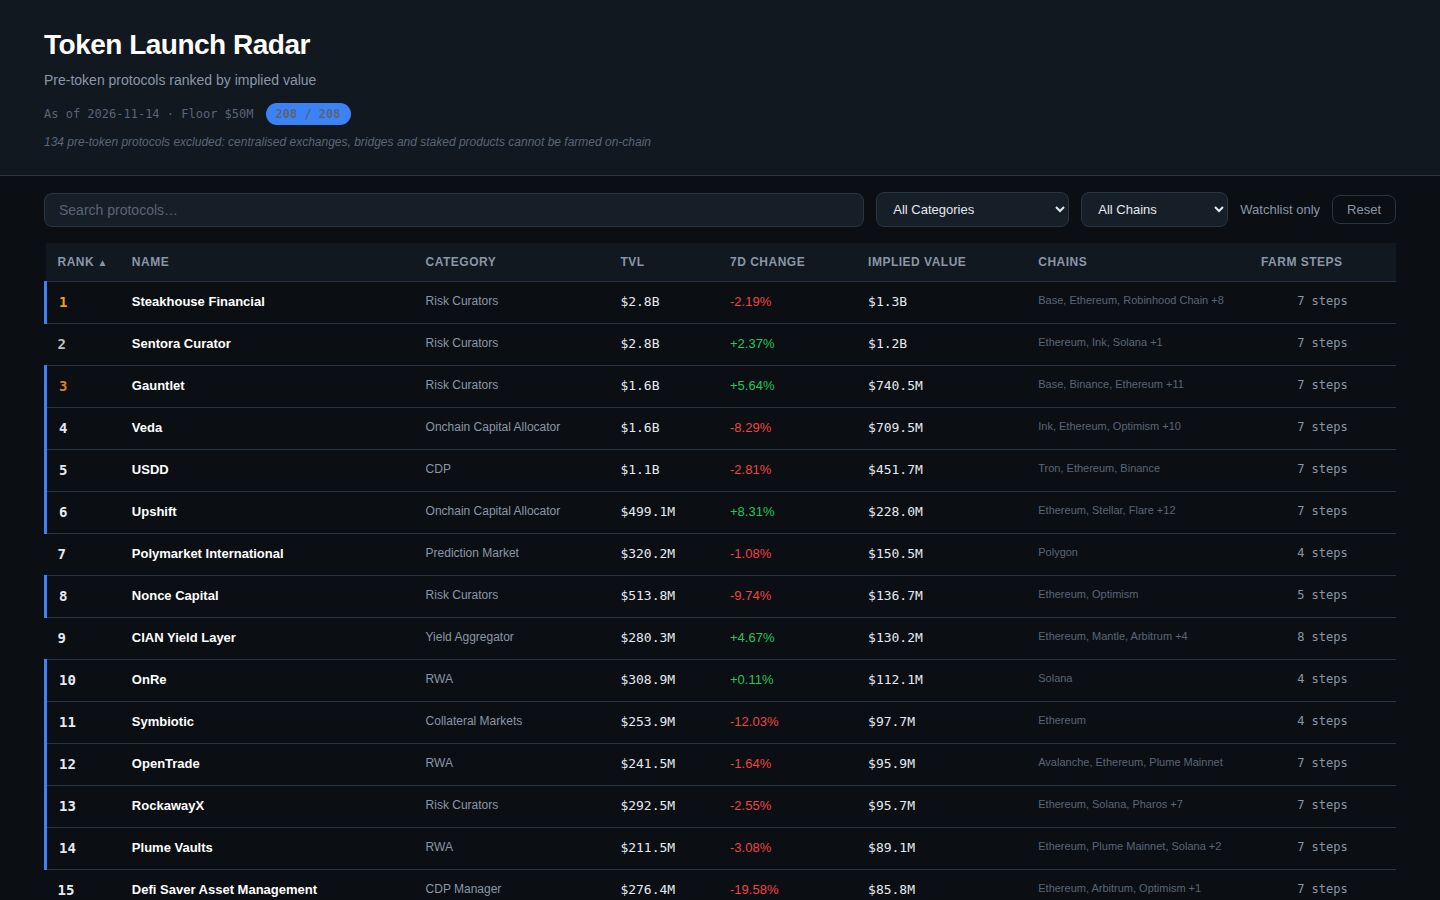 Token Launch Radar
Pre-token protocols ranked by implied value
As of 2026-11-14 · Floor $50M 208 / 208
134 pre-token protocols excluded: centralised exchanges, bridges and staked products cannot be farmed on-chain
Search protocols… All Categories All Chains Watchlist only Reset
RANK ▲ NAME CATEGORY TVL 7D CHANGE IMPLIED VALUE CHAINS FARM STEPS
1 Steakhouse Financial Risk Curators $2.8B -2.19% $1.3B Base, Ethereum, Robinhood Chain +8 7 steps
2 Sentora Curator Risk Curators $2.8B +2.37% $1.2B Ethereum, Ink, Solana +1 7 steps
3 Gauntlet Risk Curators $1.6B +5.64% $740.5M Base, Binance, Ethereum +11 7 steps
4 Veda Onchain Capital Allocator $1.6B -8.29% $709.5M Ink, Ethereum, Optimism +10 7 steps
5 USDD CDP $1.1B -2.81% $451.7M Tron, Ethereum, Binance 7 steps
6 Upshift Onchain Capital Allocator $499.1M +8.31% $228.0M Ethereum, Stellar, Flare +12 7 steps
7 Polymarket International Prediction Market $320.2M -1.08% $150.5M Polygon 4 steps
8 Nonce Capital Risk Curators $513.8M -9.74% $136.7M Ethereum, Optimism 5 steps
9 CIAN Yield Layer Yield Aggregator $280.3M +4.67% $130.2M Ethereum, Mantle, Arbitrum +4 8 steps
10 OnRe RWA $308.9M +0.11% $112.1M Solana 4 steps
11 Symbiotic Collateral Markets $253.9M -12.03% $97.7M Ethereum 4 steps
12 OpenTrade RWA $241.5M -1.64% $95.9M Avalanche, Ethereum, Plume Mainnet 7 steps
13 RockawayX Risk Curators $292.5M -2.55% $95.7M Ethereum, Solana, Pharos +7 7 steps
14 Plume Vaults RWA $211.5M -3.08% $89.1M Ethereum, Plume Mainnet, Solana +2 7 steps
15 Defi Saver Asset Management CDP Manager $276.4M -19.58% $85.8M Ethereum, Arbitrum, Optimism +1 7 steps